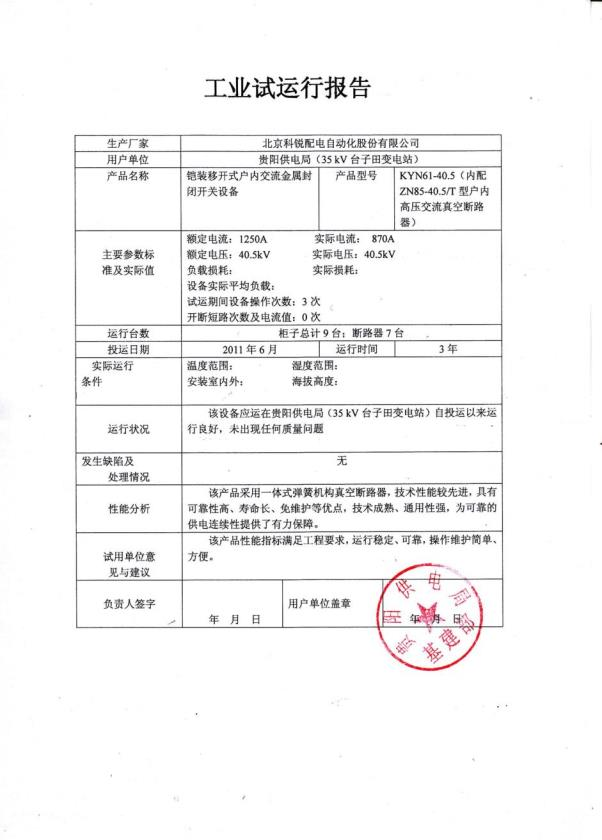 工业试运行报告
生产厂家 北京科锐配电自动化股份有限公司
用户单位 贵阳供电局（35 kV 台子田变电站）
产品名称 铠装移开式户内交流金属封 产品型号 KYN61-40.5（内配
闭开关设备 ZN85-40.5/T 型户内
高压交流真空断路
器）
额定电流：1250A 实际电流： 870A
主要参数标 额定电压：40.5kV 实际电压：40.5kV
准及实际值 负载损耗： 实际损耗：
设备实际平均负载：
试运期间设备操作次数：3 次
开断短路次数及电流值：0 次
运行台数 柜子总计 9 台；断路器 7 台
投运日期 2011 年 6 月 运行时间 3 年
实际运行 温度范围： 湿度范围：
条件 安装室内外： 海拔高度：
该设备应运在贵阳供电局（35 kV 台子田变电站）自投运以来运
运行状况 行良好，未出现任何质量问题
发生缺陷及 无
处理情况
该产品采用一体式弹簧机构真空断路器，技术性能较先进，具有
性能分析 可靠性高、寿命长、免维护等优点，技术成熟、通用性强，为可靠的
供电连续性提供了有力保障。
该产品性能指标满足工程要求，运行稳定、可靠，操作维护简单、
试用单位意 方便。
见与建议
负责人签字 用户单位盖章
年 月 日 年 月 日
贵阳供电局
基建部